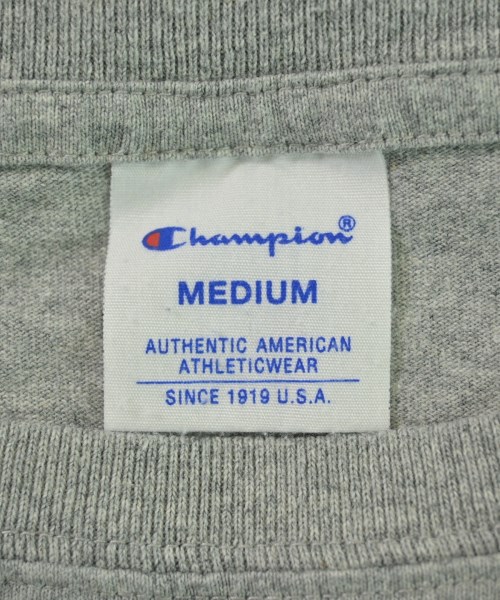 Champion®
MEDIUM
AUTHENTIC AMERICAN
ATHLETICWEAR
SINCE 1919 U.S.A.